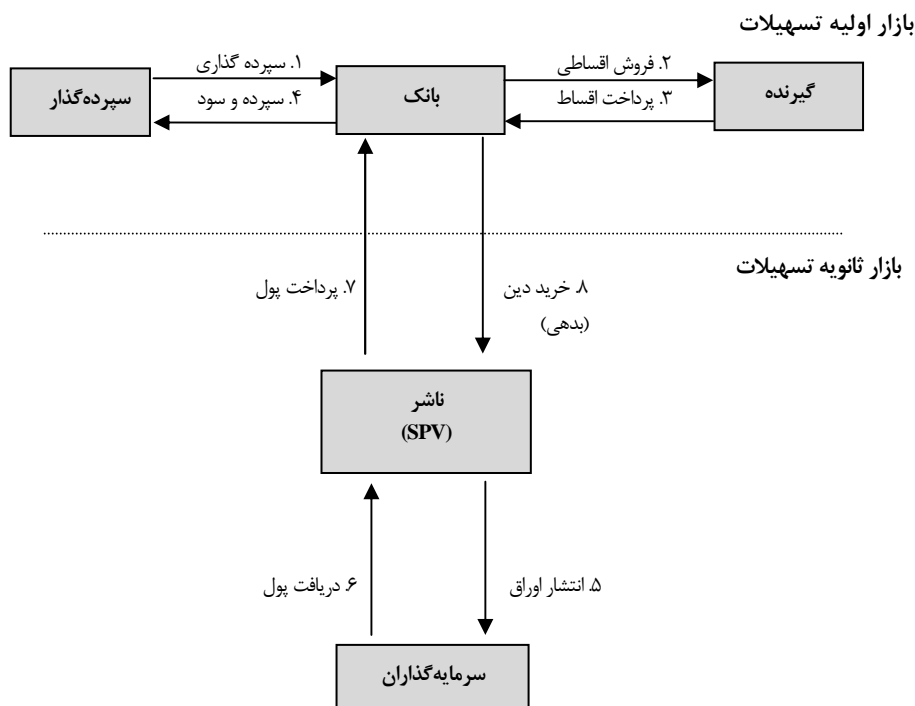 بازار اولیه تسهیلات
۱. سپرده گذاری
۲. فروش اقساطی
سپرده‌گذار
بانک
گیرنده
۴. سپرده و سود
۳. پرداخت اقساط
بازار ثانویه تسهیلات
۷. پرداخت پول
۸. خرید دین
(بدهی)
ناشر
(SPV)
۶. دریافت پول
۵. انتشار اوراق
سرمایه‌گذاران